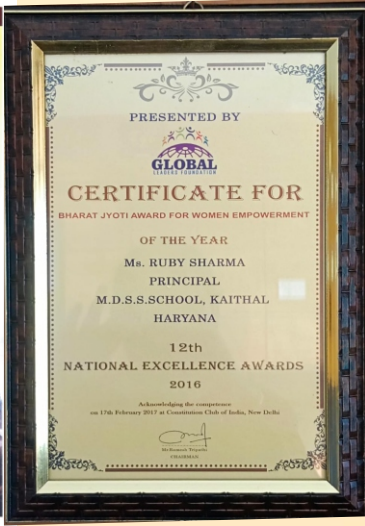 PRESENTED BY
GLOBAL
LEADERS FOUNDATION
CERTIFICATE FOR
BHARAT JYOTI AWARD FOR WOMEN EMPOWERMENT
OF THE YEAR
Ms. RUBY SHARMA
PRINCIPAL
M.D.S.S.SCHOOL, KAITHAL
HARYANA
12th
NATIONAL EXCELLENCE AWARDS
2016
Acknowledging the competence
on 17th February 2017 at Constitution Club of India, New Delhi
CHAIRMAN